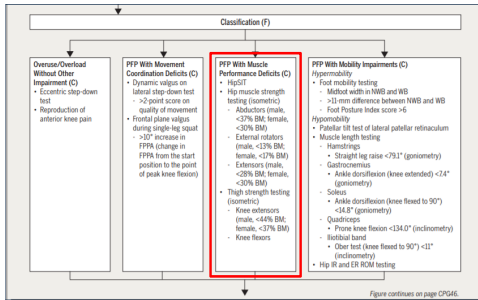 Classification (F)
Overuse/Overload
Without Other
Impairment (C)
• Eccentric step-down
test
• Reproduction of
anterior knee pain
PFP With Movement
Coordination Deficits (C)
• Dynamic valgus on
lateral step-down test
- >2-point score on
quality of movement
• Frontal plane valgus
during single-leg squat
- >10° increase in
FPPA (change in
FPPA from the start
position to the point
of peak knee flexion)
PFP With Muscle
Performance Deficits (C)
• HipSIT
• Hip muscle strength
testing (isometric)
- Abductors (male,
<37% BM; female,
<30% BM)
- External rotators
(male, <13% BM;
female, <17% BM)
- Extensors (male,
<28% BM; female,
<30% BM)
• Thigh strength testing
(isometric)
- Knee extensors
(male, <44% BM;
female, <37% BM)
- Knee flexors
PFP With Mobility Impairments (C)
Hypermobility
• Foot mobility testing
- Midfoot width in NWB and WB
- >11-mm difference between NWB and WB
- Foot Posture Index score >6
Hypomobility
• Patellar tilt test of lateral patellar retinaculum
• Muscle length testing
- Hamstrings
• Straight leg raise <79.1° (goniometry)
- Gastrocnemius
• Ankle dorsiflexion (knee extended) <7.4°
(goniometry)
- Soleus
• Ankle dorsiflexion (knee flexed to 90°)
<14.8° (goniometry)
- Quadriceps
• Prone knee flexion <134.0° (inclinometry)
- Iliotibial band
• Ober test (knee flexed to 90°) <11°
(inclinometry)
• Hip IR and ER ROM testing
Figure continues on page CPG46.